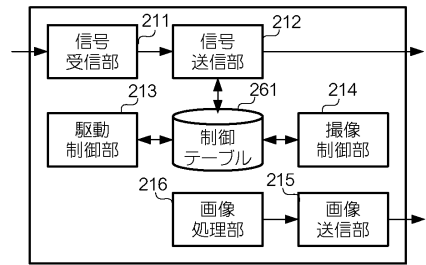 211
212
信号
受信部
信号
送信部
213
261
214
駆動
制御部
制御
テーブル
撮像
制御部
216
215
画像
処理部
画像
送信部